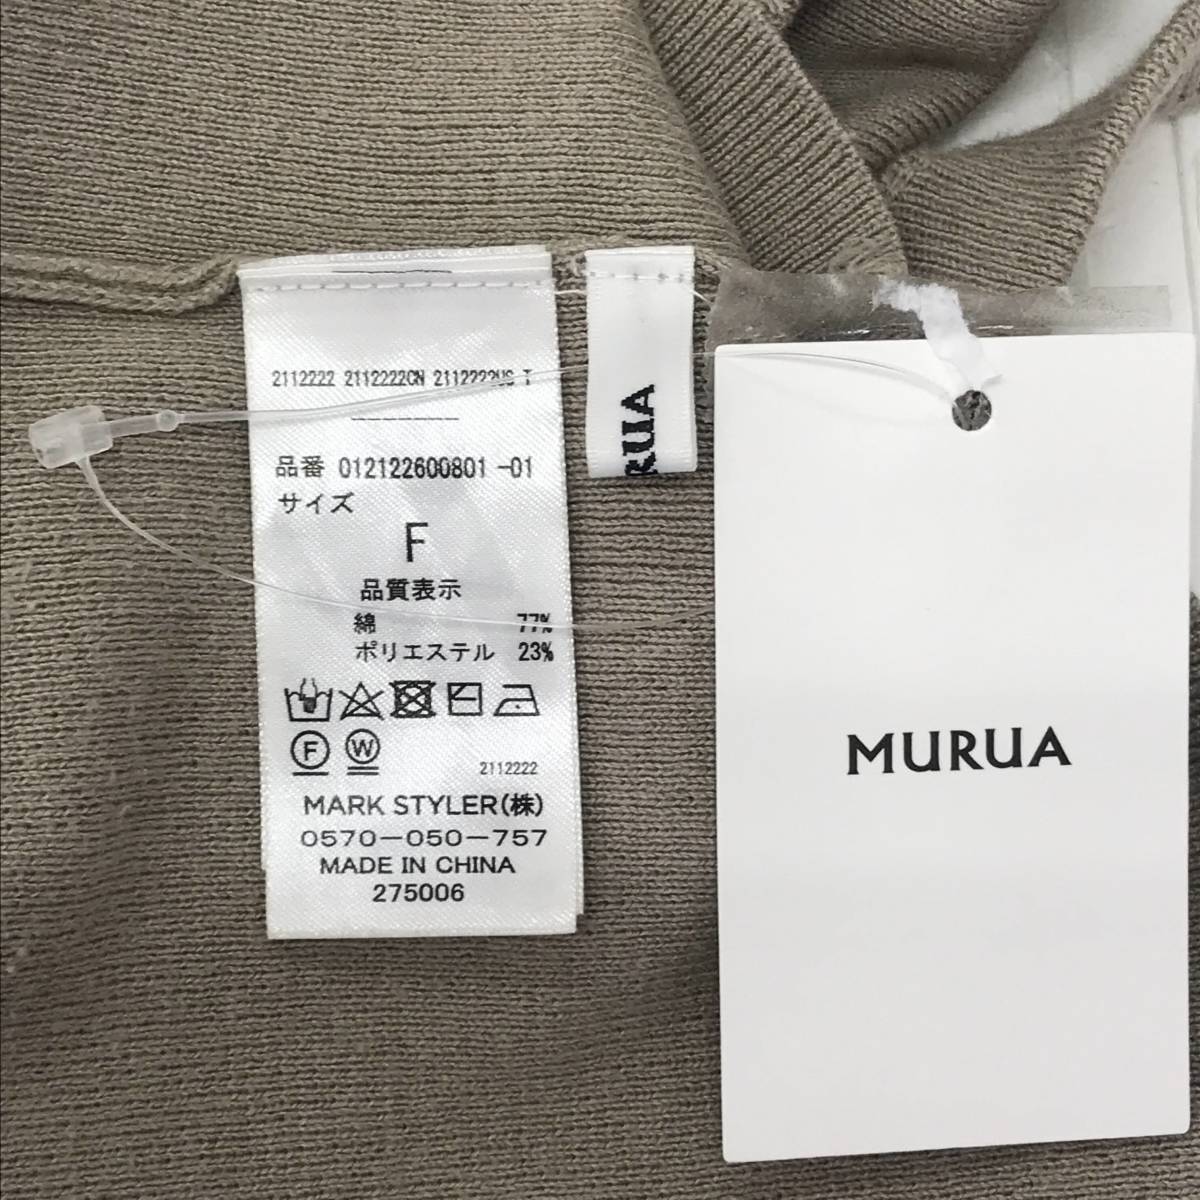 2112222 2112222CN 2112222US T
品番 012122600801 -01
サイズ
F
品質表示
綿 77%
ポリエステル 23%
F W
2112222
MARK STYLER(株)
0570-050-757
MADE IN CHINA
275006
RUA
MURUA